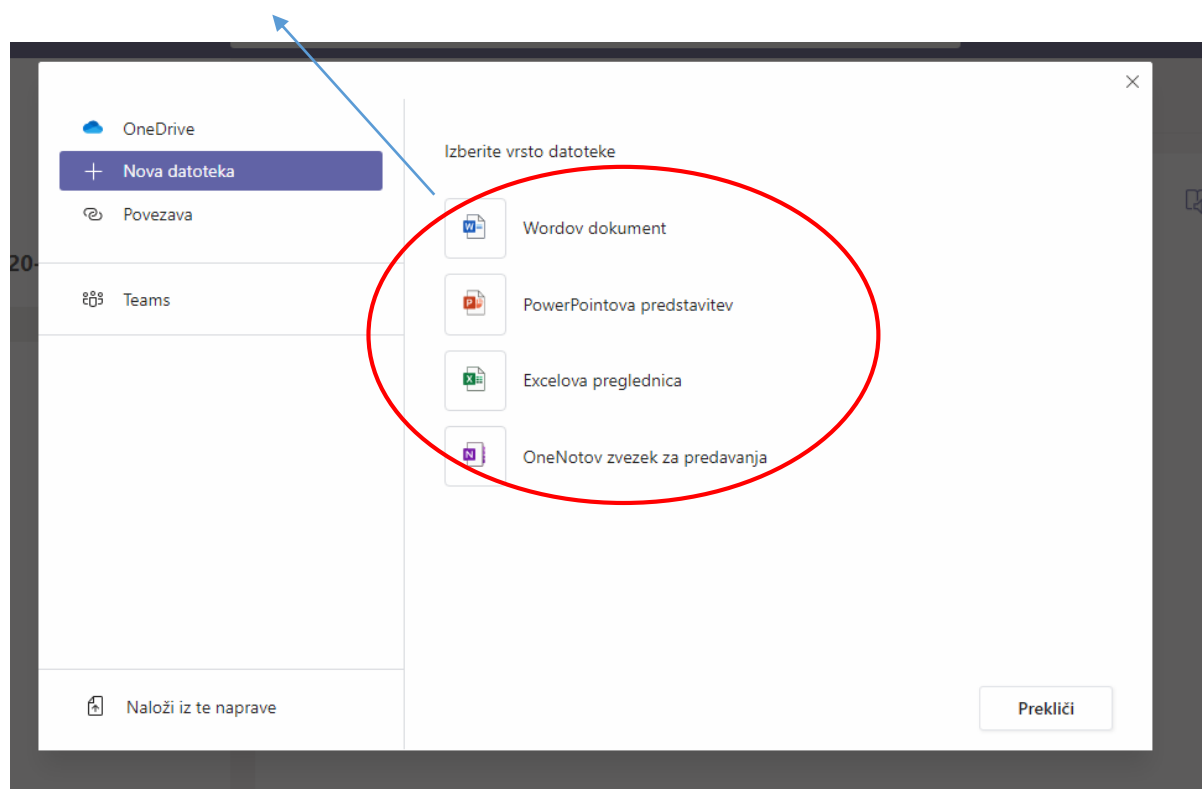 OneDrive
Nova datoteka
Povezava
20-
Teams
Izberite vrsto datoteke
Wordov dokument
PowerPointova predstavitev
Excelova preglednica
OneNotov zvezek za predavanja
Naloži iz te naprave
Prekliči